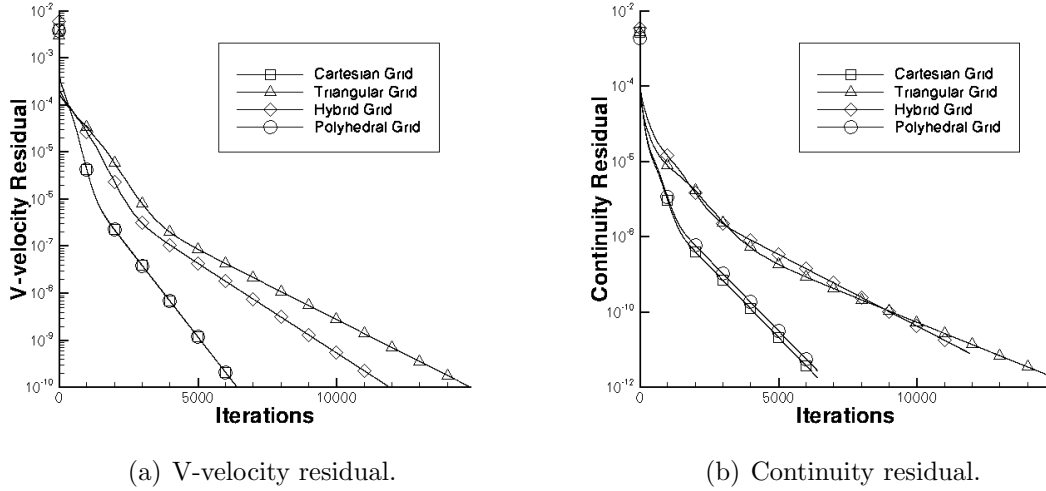 10⁻²
10⁻³
10⁻⁴
10⁻⁵
10⁻⁶
10⁻⁷
10⁻⁸
10⁻⁹
10⁻¹⁰
V-velocity Residual
Cartesian Grid
Triangular Grid
Hybrid Grid
Polyhedral Grid
0 5000 10000
Iterations
(a) V-velocity residual.
10⁻²
10⁻⁴
10⁻⁶
10⁻⁸
10⁻¹⁰
10⁻¹²
Continuity Residual
Cartesian Grid
Triangular Grid
Hybrid Grid
Polyhedral Grid
0 5000 10000
Iterations
(b) Continuity residual.